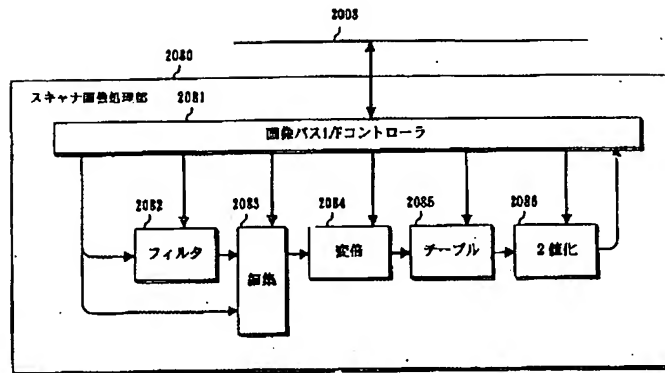 2008
2080
スキャナ画像処理部
2081
画像バスI/Fコントローラ
2082
フィルタ
2083
編集
2084
変倍
2085
テーブル
2086
2値化